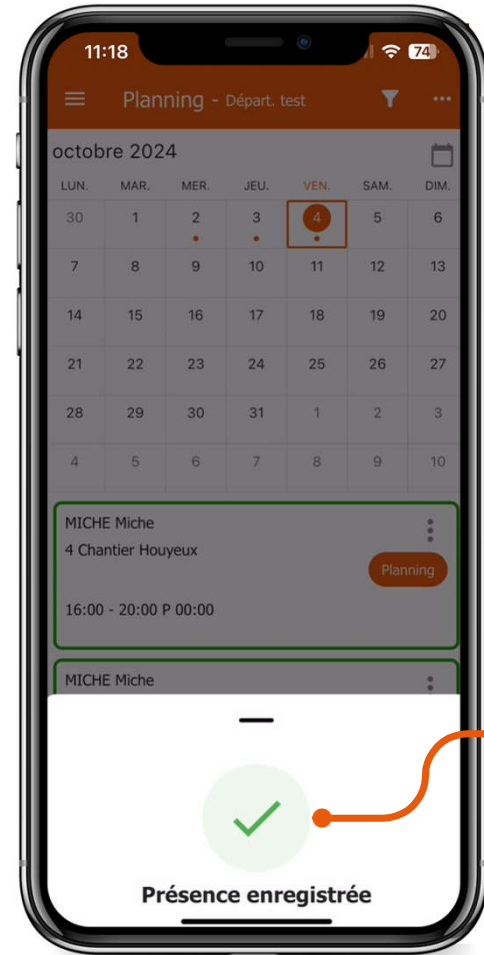 11:18 74
Planning - Départ. test
octobre 2024
LUN. MAR. MER. JEU. VEN. SAM. DIM.
30 1 2 3 4 5 6
7 8 9 10 11 12 13
14 15 16 17 18 19 20
21 22 23 24 25 26 27
28 29 30 31 1 2 3
4 5 6 7 8 9 10
MICHE Miche
4 Chantier Houyeux
Planning
16:00 - 20:00 P 00:00
MICHE Miche
Présence enregistrée